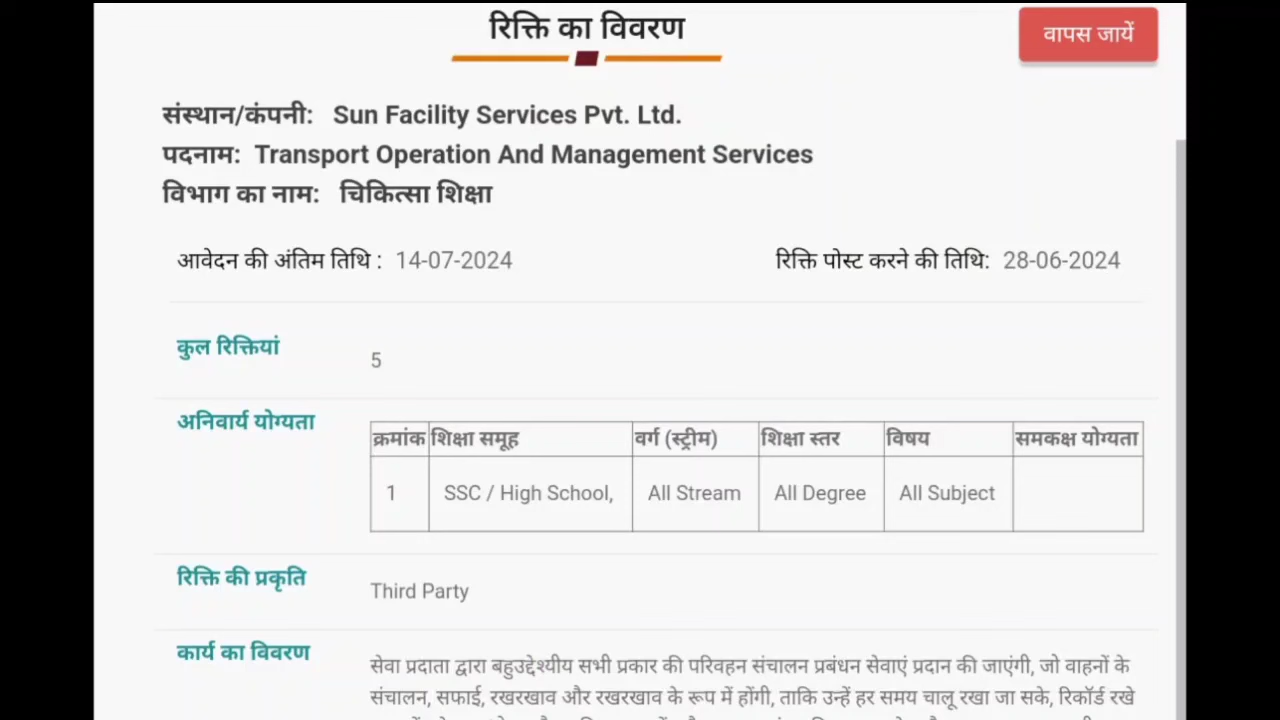 रिक्ति का विवरण
वापस जायें
संस्थान/कंपनी: Sun Facility Services Pvt. Ltd.
पदनाम: Transport Operation And Management Services
विभाग का नाम: चिकित्सा शिक्षा
आवेदन की अंतिम तिथि : 14-07-2024 रिक्ति पोस्ट करने की तिथि: 28-06-2024
कुल रिक्तियां
5
अनिवार्य योग्यता
क्रमांक शिक्षा समूह वर्ग (स्ट्रीम) शिक्षा स्तर विषय समकक्ष योग्यता
1 SSC / High School, All Stream All Degree All Subject
रिक्ति की प्रकृति
Third Party
कार्य का विवरण
सेवा प्रदाता द्वारा बहुउद्देश्यीय सभी प्रकार की परिवहन संचालन प्रबंधन सेवाएं प्रदान की जाएंगी, जो वाहनों के
संचालन, सफाई, रखरखाव और रखरखाव के रूप में होंगी, ताकि उन्हें हर समय चालू रखा जा सके, रिकॉर्ड रखे